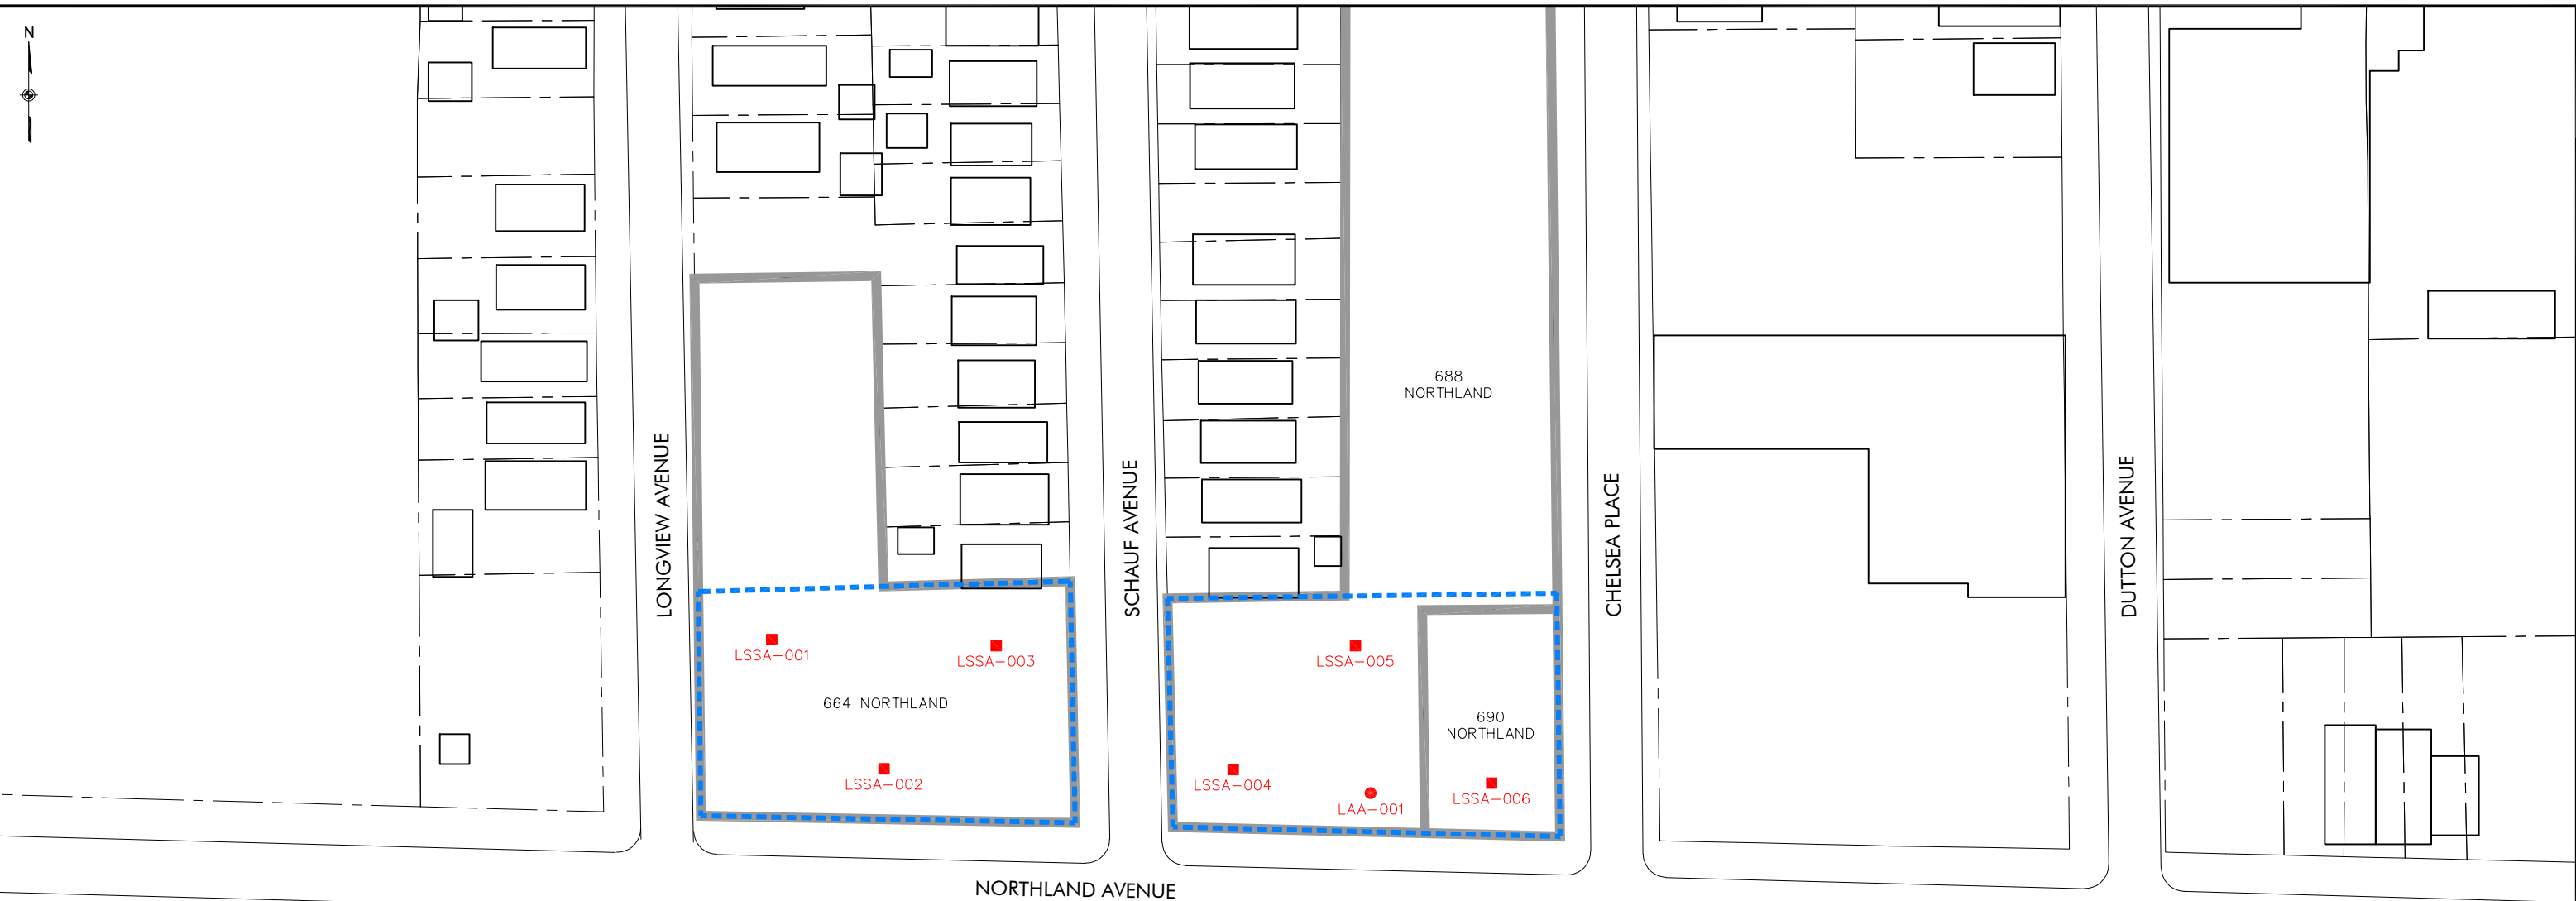 N
688
NORTHLAND
LONGVIEW AVENUE
SCHAUF AVENUE
CHELSEA PLACE
DUTTON AVENUE
LSSA-001
LSSA-003
LSSA-005
664 NORTHLAND
690
NORTHLAND
LSSA-002
LSSA-004
LAA-001
LSSA-006
NORTHLAND AVENUE